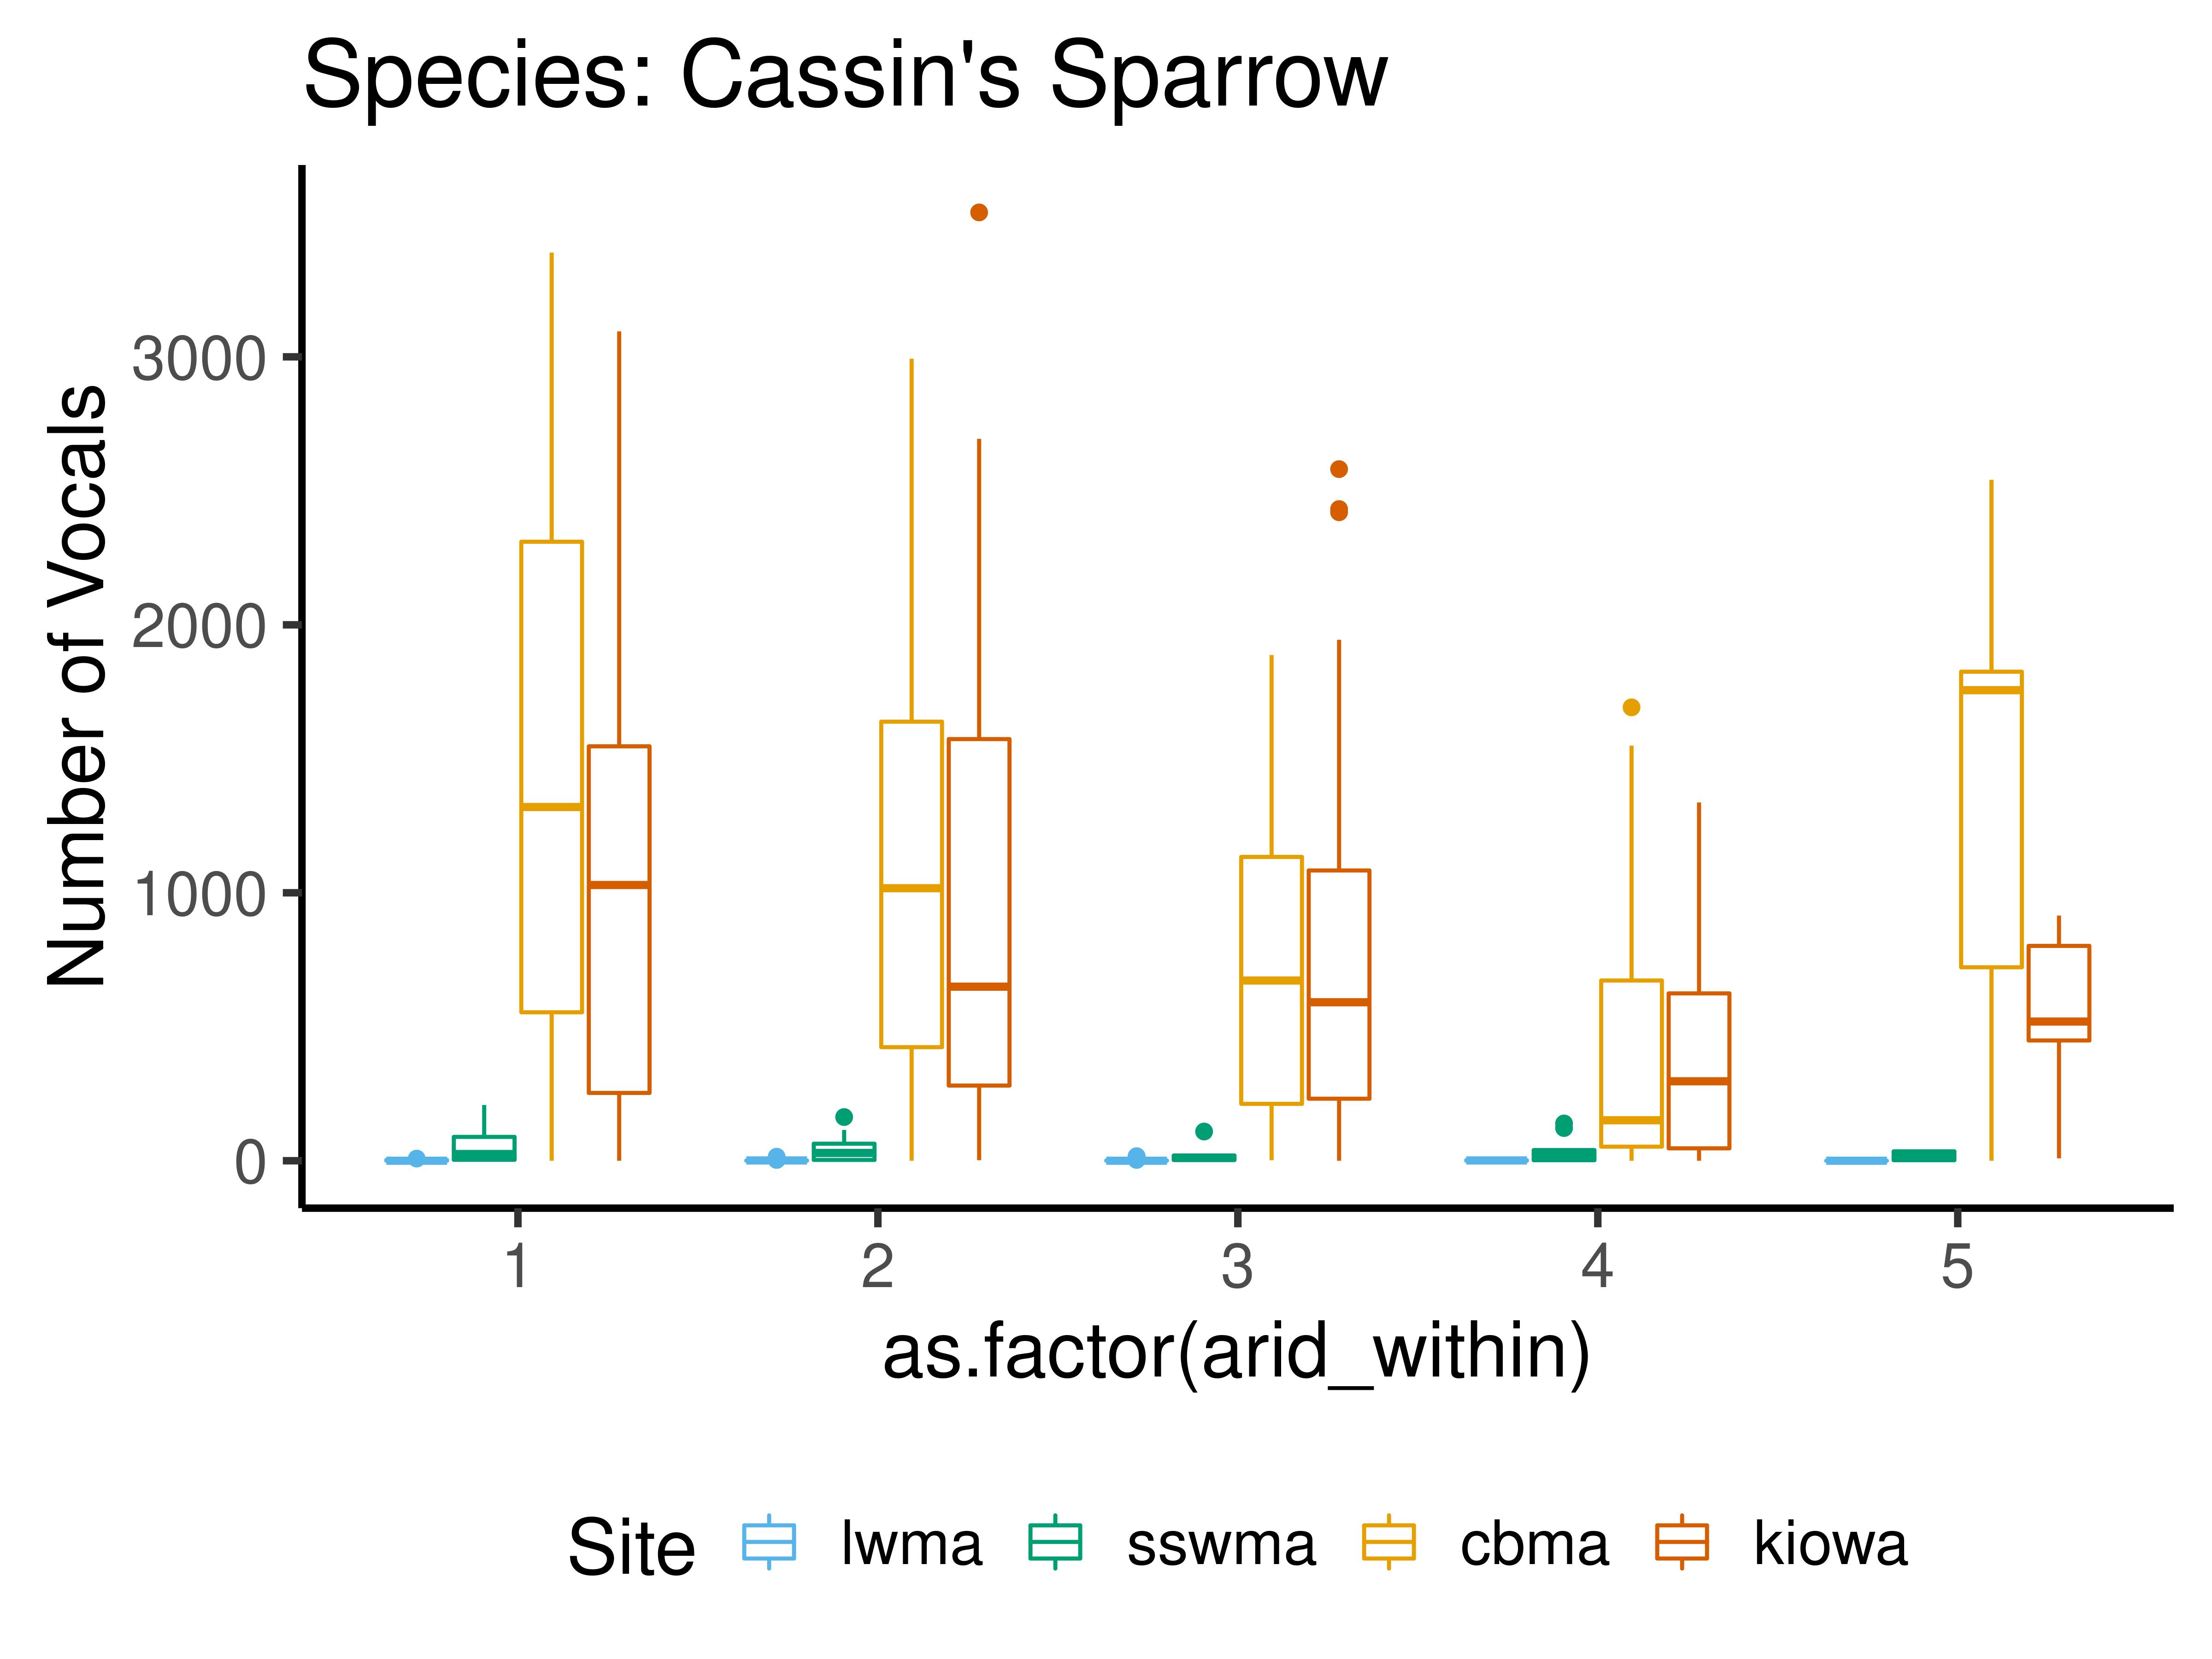 Species: Cassin's Sparrow
Number of Vocals
3000
2000
1000
0
1 2 3 4 5
as.factor(arid_within)
Site lwma sswma cbma kiowa